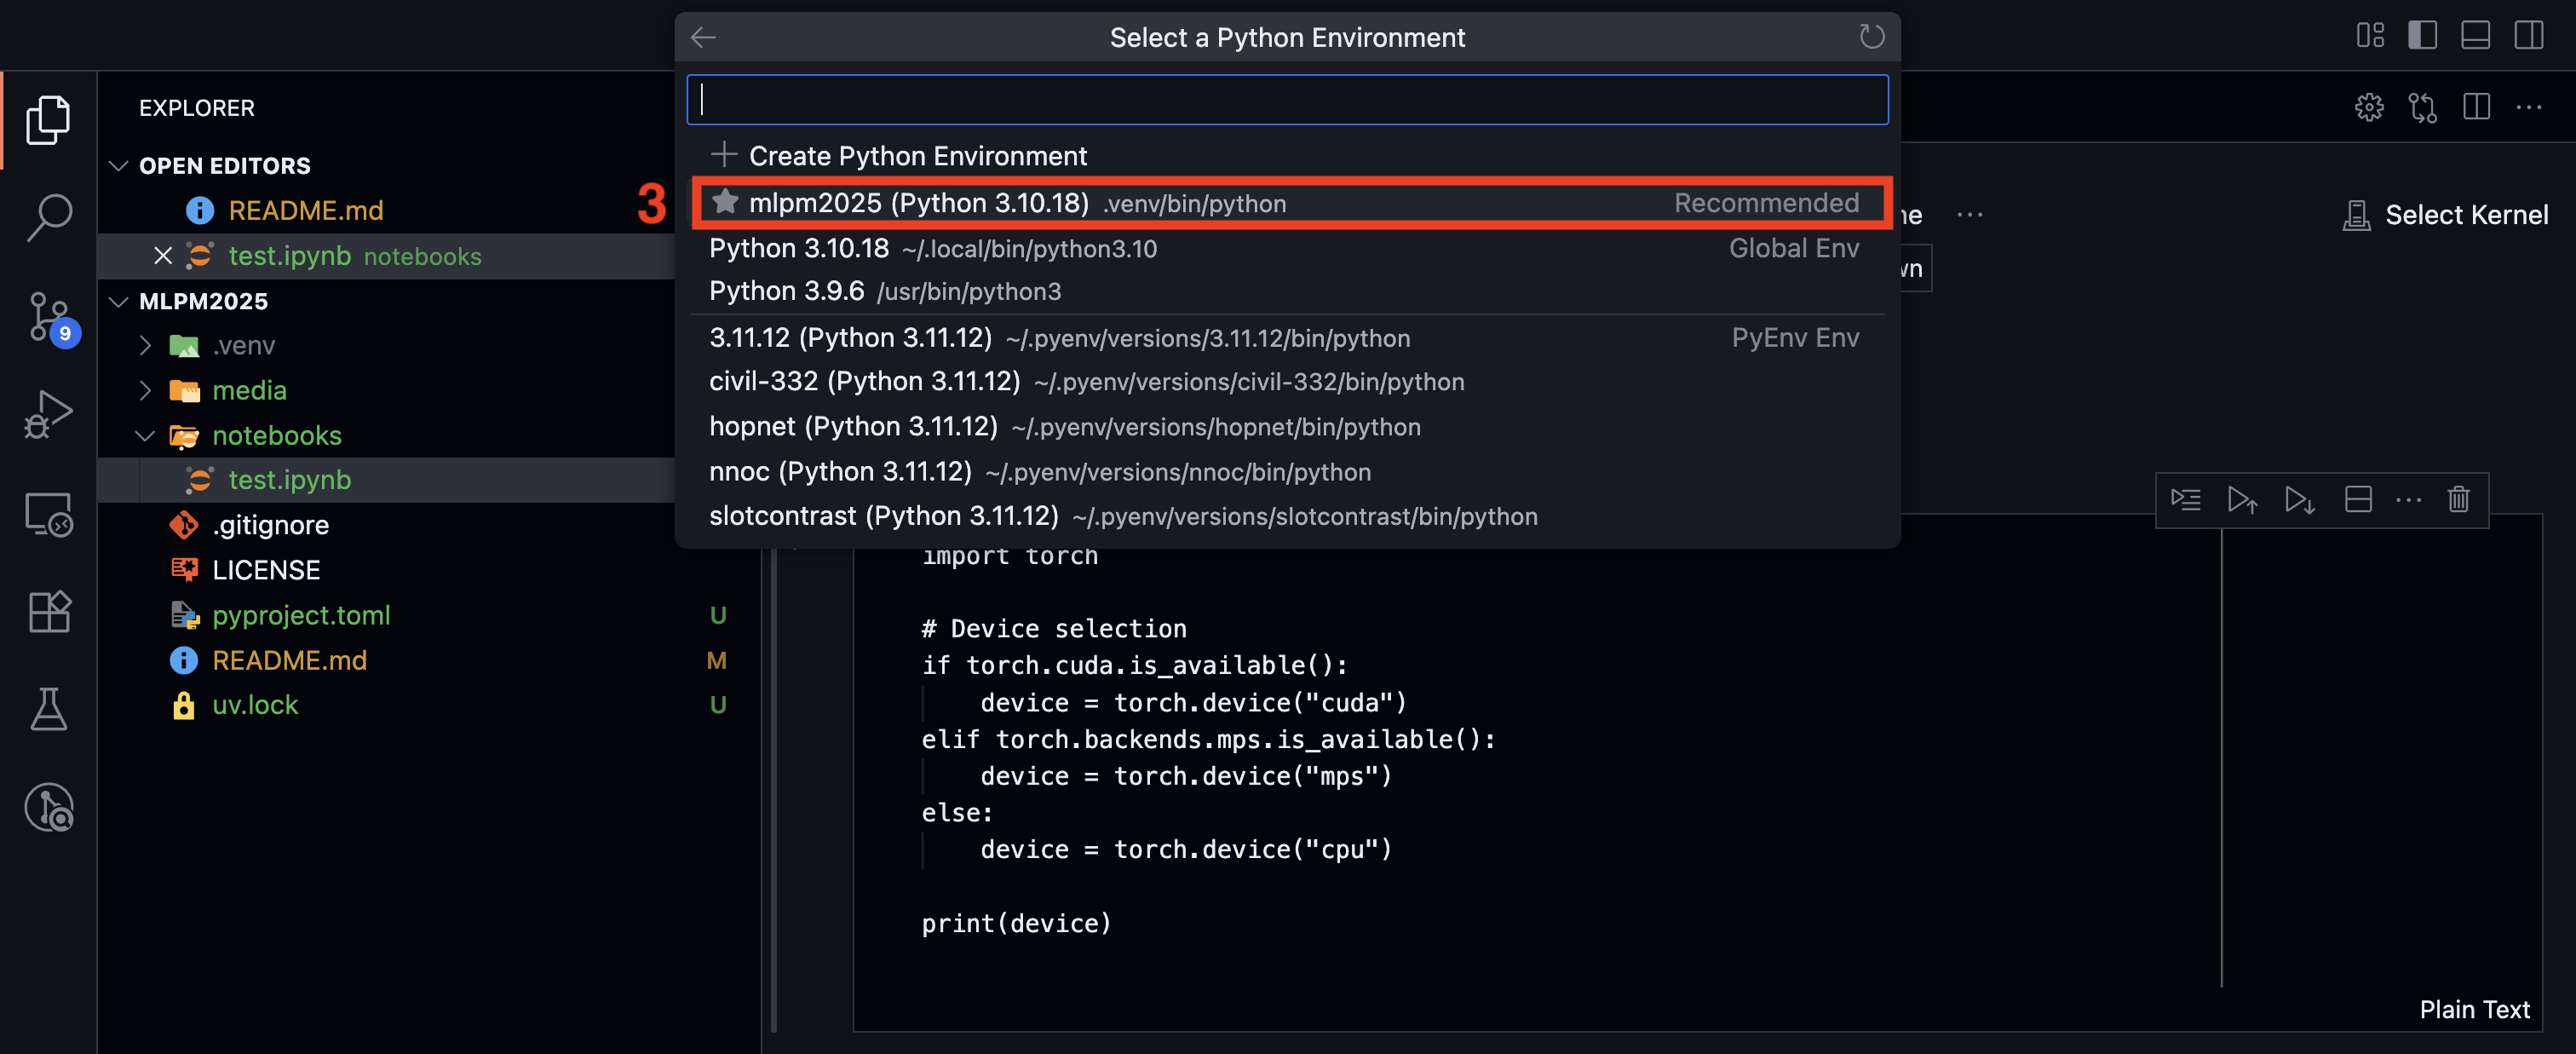 Select a Python Environment
Create Python Environment
3
mlpm2025 (Python 3.10.18) .venv/bin/python Recommended
Python 3.10.18 ~/.local/bin/python3.10 Global Env
Python 3.9.6 /usr/bin/python3
3.11.12 (Python 3.11.12) ~/.pyenv/versions/3.11.12/bin/python PyEnv Env
civil-332 (Python 3.11.12) ~/.pyenv/versions/civil-332/bin/python
hopnet (Python 3.11.12) ~/.pyenv/versions/hopnet/bin/python
nnoc (Python 3.11.12) ~/.pyenv/versions/nnoc/bin/python
slotcontrast (Python 3.11.12) ~/.pyenv/versions/slotcontrast/bin/python
EXPLORER
OPEN EDITORS
README.md
test.ipynb notebooks
MLPM2025
9
.venv
media
notebooks
test.ipynb
.gitignore
LICENSE
pyproject.toml U
README.md M
uv.lock U
Select Kernel
import torch
# Device selection
if torch.cuda.is_available():
device = torch.device("cuda")
elif torch.backends.mps.is_available():
device = torch.device("mps")
else:
device = torch.device("cpu")
print(device)
Plain Text